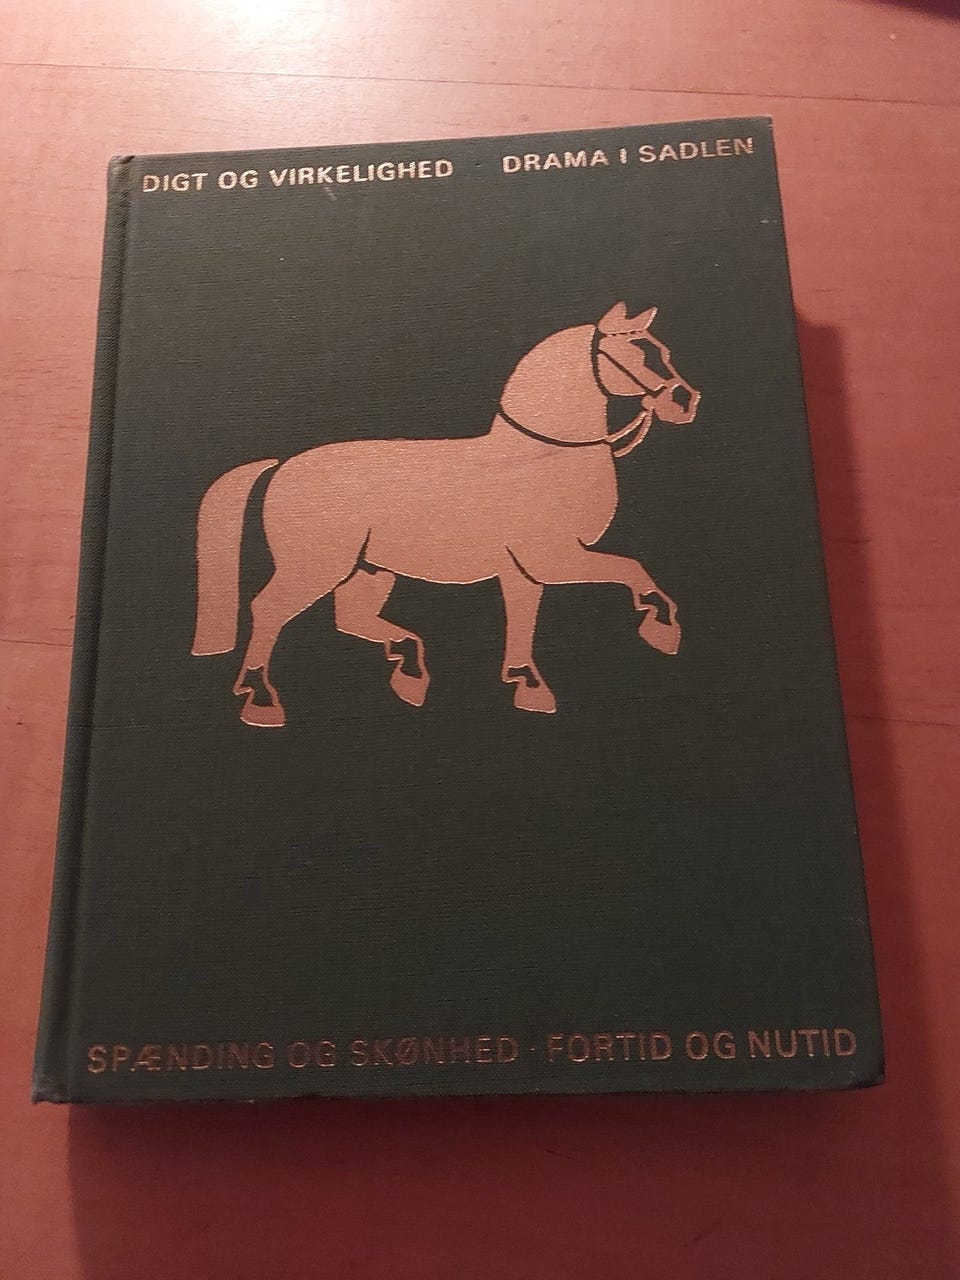 DIGT OG VIRKELIGHED DRAMA I SADLEN
SPÆNDING OG SKØNHED · FORTID OG NUTID